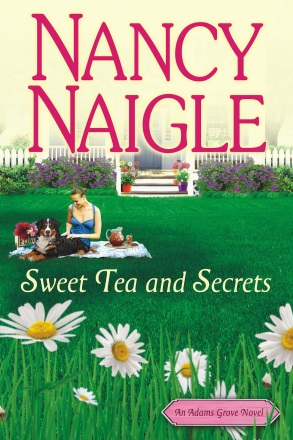 NANCY
NAIGLE
Sweet Tea and Secrets
An Adams Grove Novel